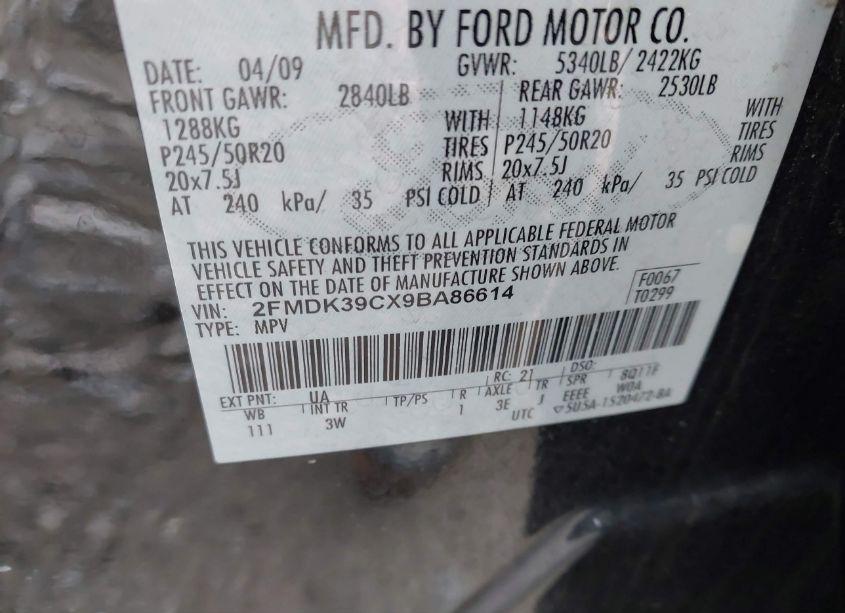 MFD. BY FORD MOTOR CO.
DATE: 04/09 GVWR: 5340LB/ 2422KG
FRONT GAWR: 2840LB REAR GAWR: 2530LB
1288KG WITH 1148KG WITH
P245/50R20 TIRES P245/50R20 TIRES
20x7.5J RIMS 20x7.5J RIMS
AT 240 kPa/ 35 PSI COLD AT 240 kPa/ 35 PSI COLD
THIS VEHICLE CONFORMS TO ALL APPLICABLE FEDERAL MOTOR
VEHICLE SAFETY AND THEFT PREVENTION STANDARDS IN
EFFECT ON THE DATE OF MANUFACTURE SHOWN ABOVE.
VIN: 2FMDK39CX9BA86614 F0067
TYPE: MPV T0299
EXT PNT: UA RC: 21 DSO:
WB INT TR TP/PS R AXLE TR SPR
111 3W 1 3E J EEEE W0A
UTC